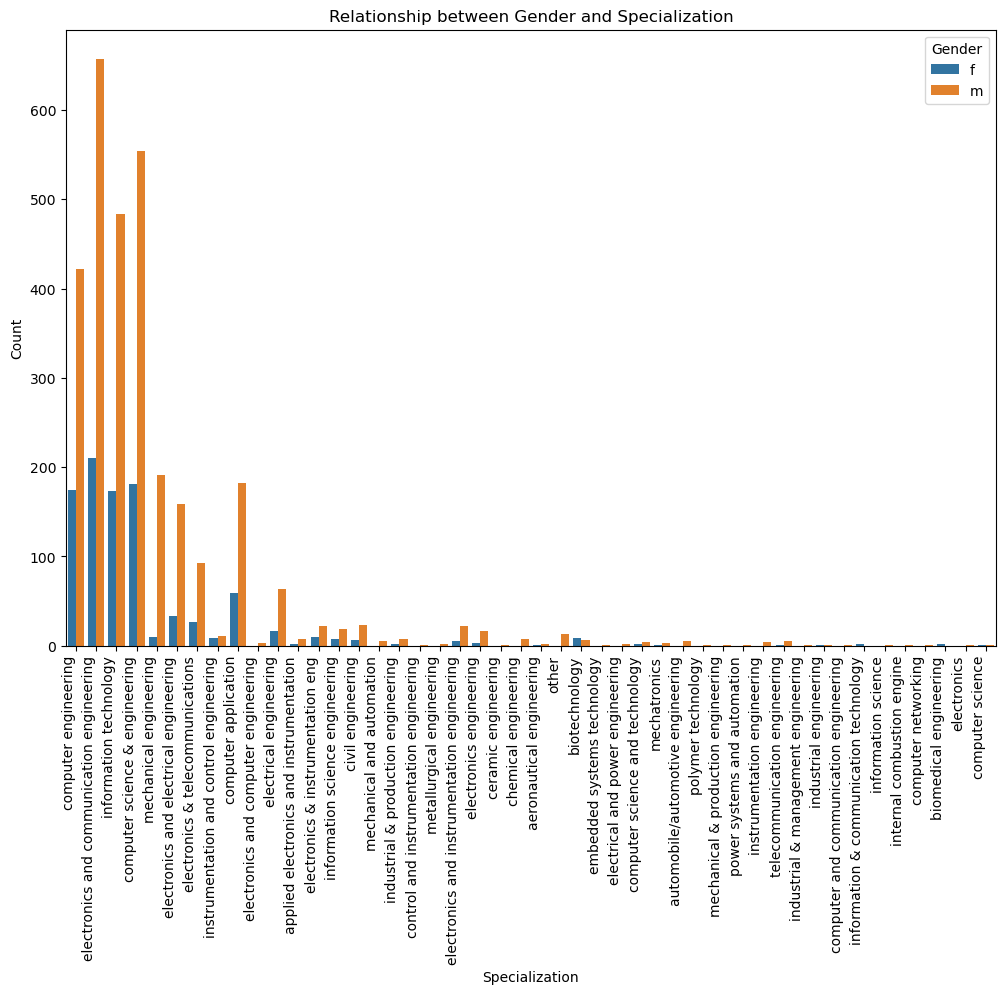 Relationship between Gender and Specialization
Gender
f
m
Count
600
500
400
300
200
100
0
computer engineering
electronics and communication engineering
information technology
computer science & engineering
mechanical engineering
electronics and electrical engineering
electronics & telecommunications
instrumentation and control engineering
computer application
electronics and computer engineering
electrical engineering
applied electronics and instrumentation
electronics & instrumentation eng
information science engineering
civil engineering
mechanical and automation
industrial & production engineering
control and instrumentation engineering
metallurgical engineering
electronics and instrumentation engineering
electronics engineering
ceramic engineering
chemical engineering
aeronautical engineering
other
biotechnology
embedded systems technology
electrical and power engineering
computer science and technology
mechatronics
automobile/automotive engineering
polymer technology
mechanical & production engineering
power systems and automation
instrumentation engineering
telecommunication engineering
industrial & management engineering
industrial engineering
computer and communication engineering
information & communication technology
information science
internal combustion engine
computer networking
biomedical engineering
electronics
computer science
Specialization